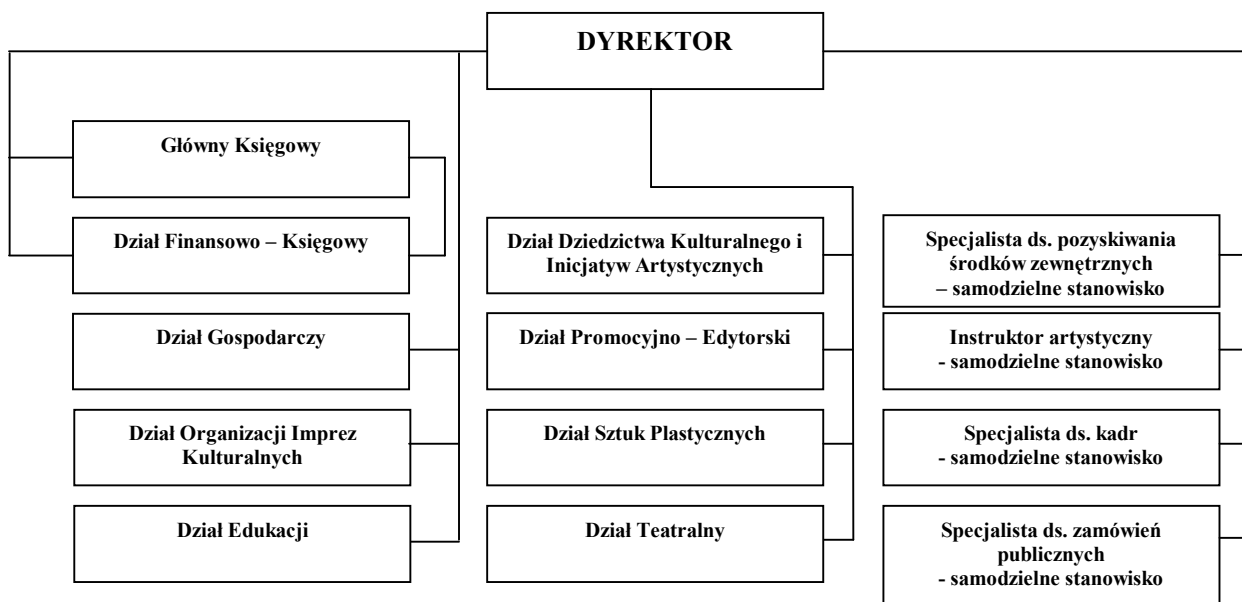 DYREKTOR
Główny Księgowy
Dział Finansowo – Księgowy
Dział Gospodarczy
Dział Organizacji Imprez
Kulturalnych
Dział Edukacji
Dział Dziedzictwa Kulturalnego i
Inicjatyw Artystycznych
Dział Promocyjno – Edytorski
Dział Sztuk Plastycznych
Dział Teatralny
Specjalista ds. pozyskiwania
środków zewnętrznych
– samodzielne stanowisko
Instruktor artystyczny
- samodzielne stanowisko
Specjalista ds. kadr
- samodzielne stanowisko
Specjalista ds. zamówień
publicznych
- samodzielne stanowisko